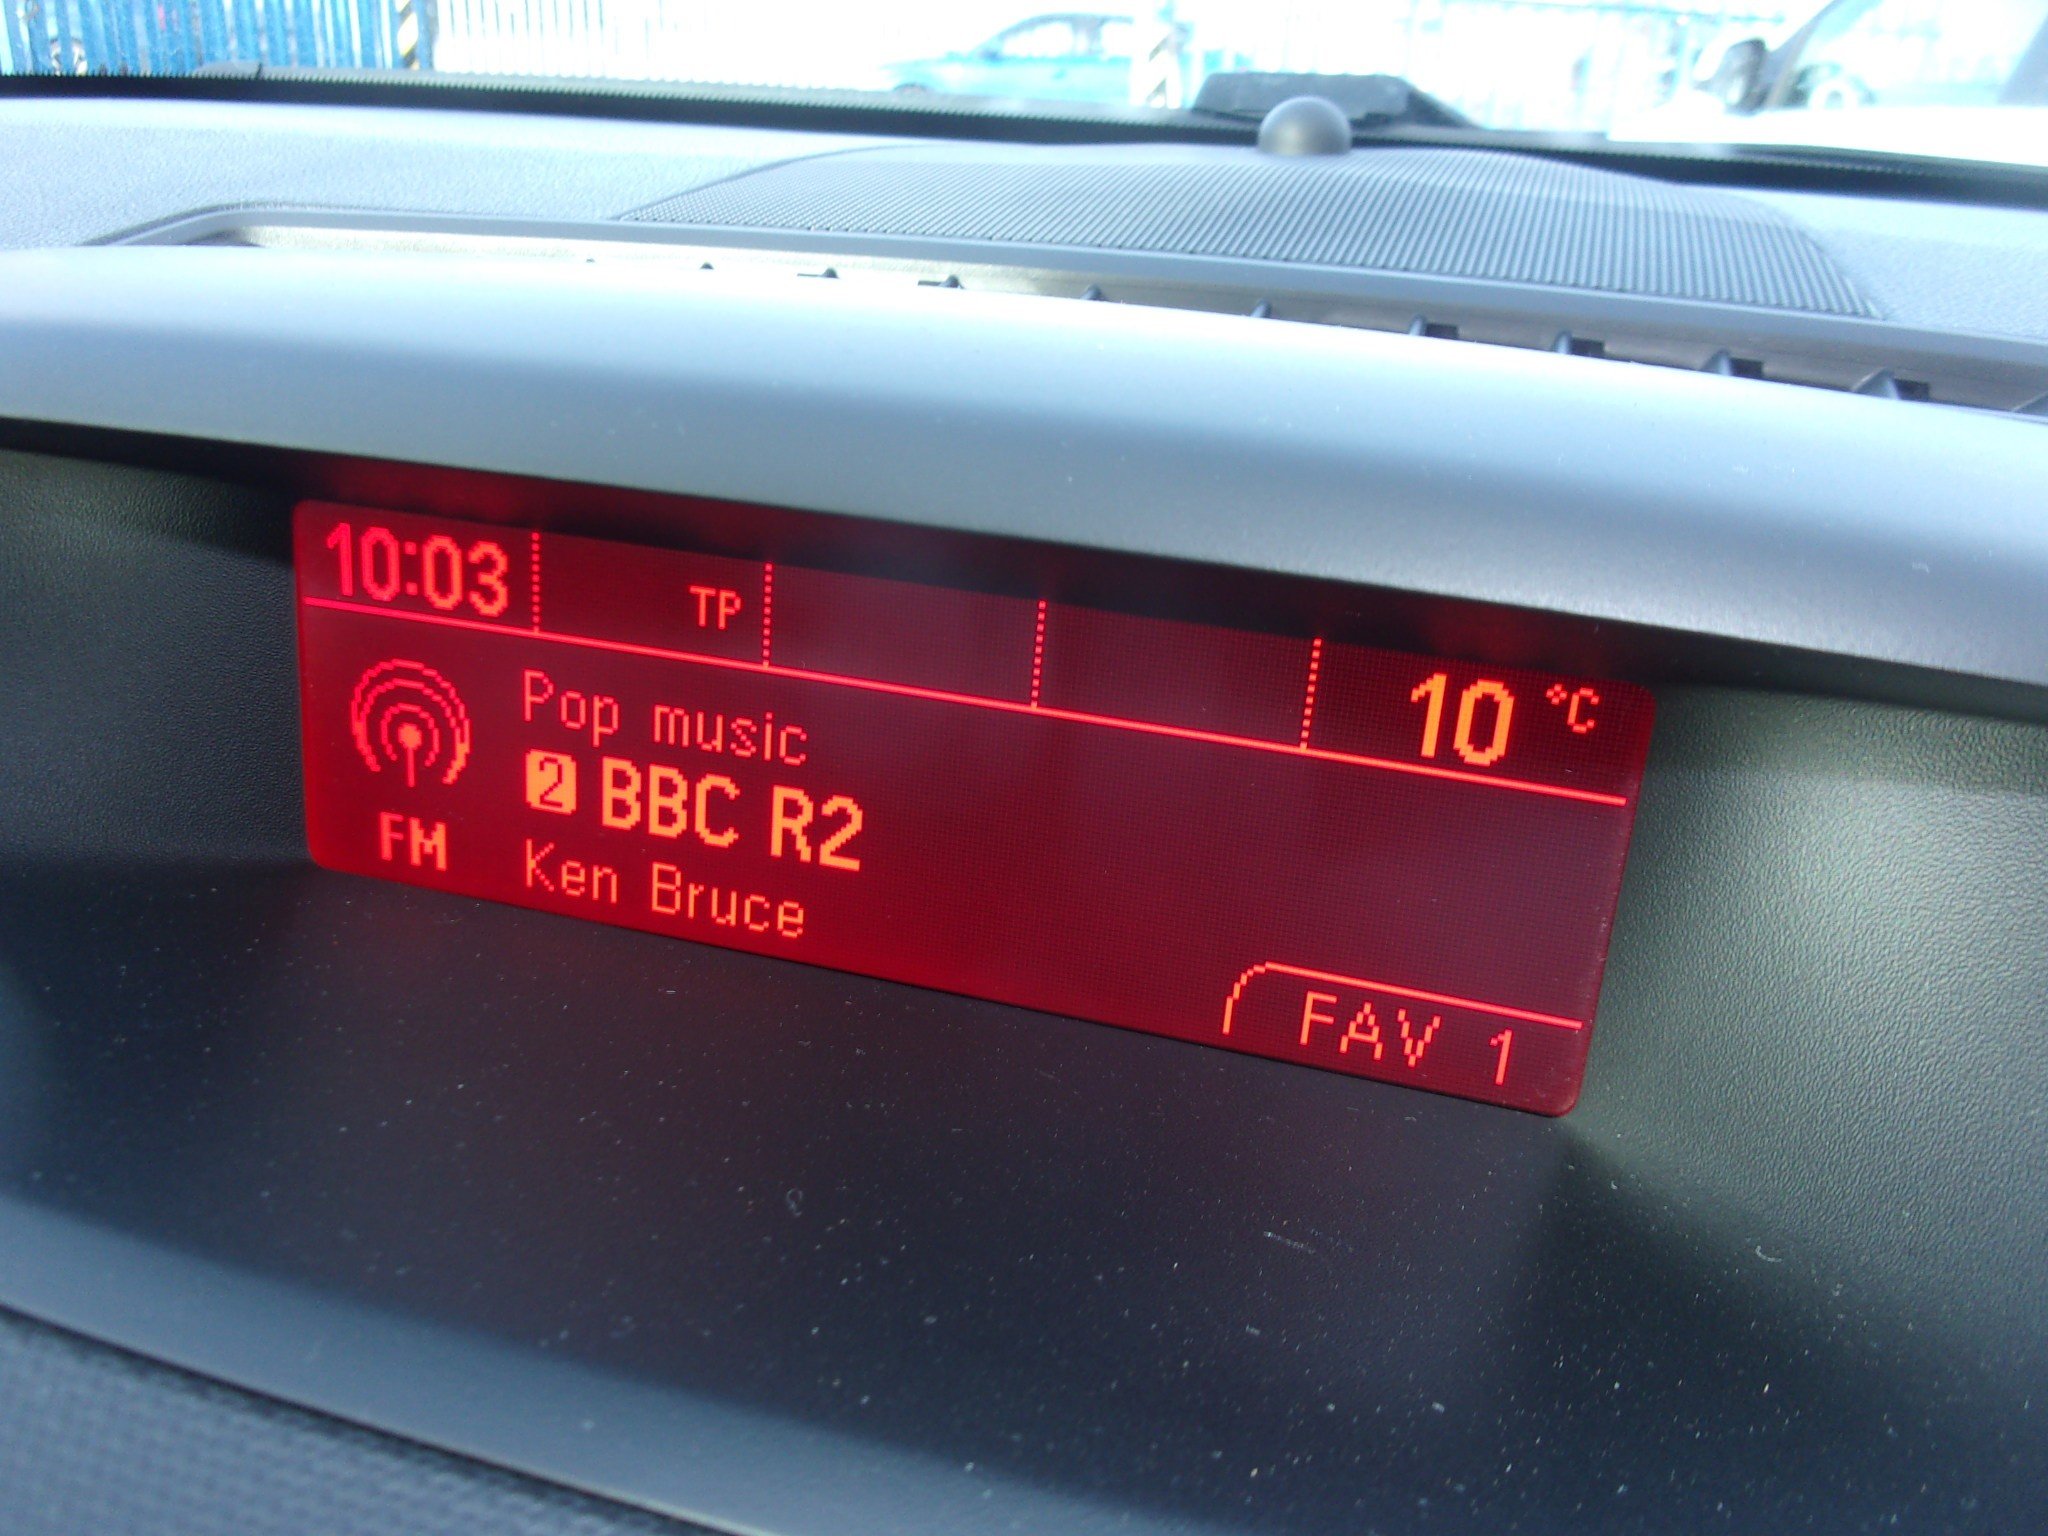 10:03 TP 10 °C
Pop music
2 BBC R2
FM Ken Bruce
FAV 1